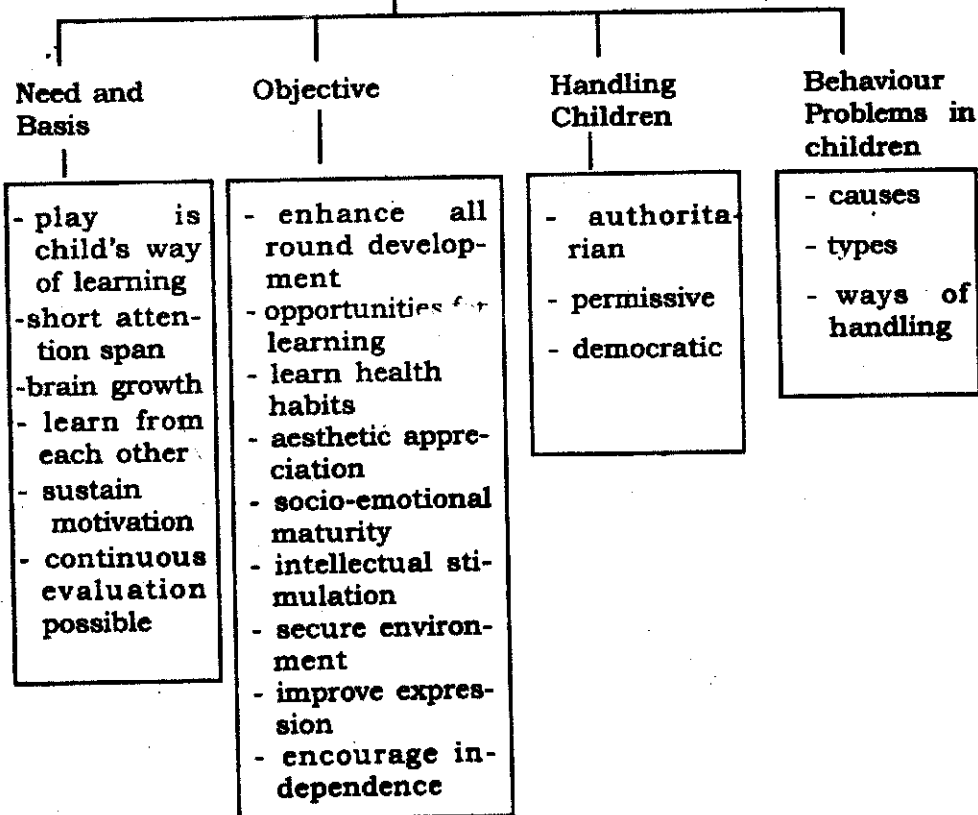 Need and
Basis
- play is
child's way
of learning
-short atten-
tion span
-brain growth
- learn from
each other
- sustain
motivation
- continuous
evaluation
possible
Objective
- enhance all
round develop-
ment
- opportunities
learning
- learn health
habits
- aesthetic appre-
ciation
- socio-emotional
maturity
- intellectual sti-
mulation
- secure environ-
ment
- improve expres-
sion
- encourage in-
dependence
Handling
Children
- authorita-
rian
- permissive
- democratic
Behaviour
Problems in
children
- causes
- types
- ways of
handling